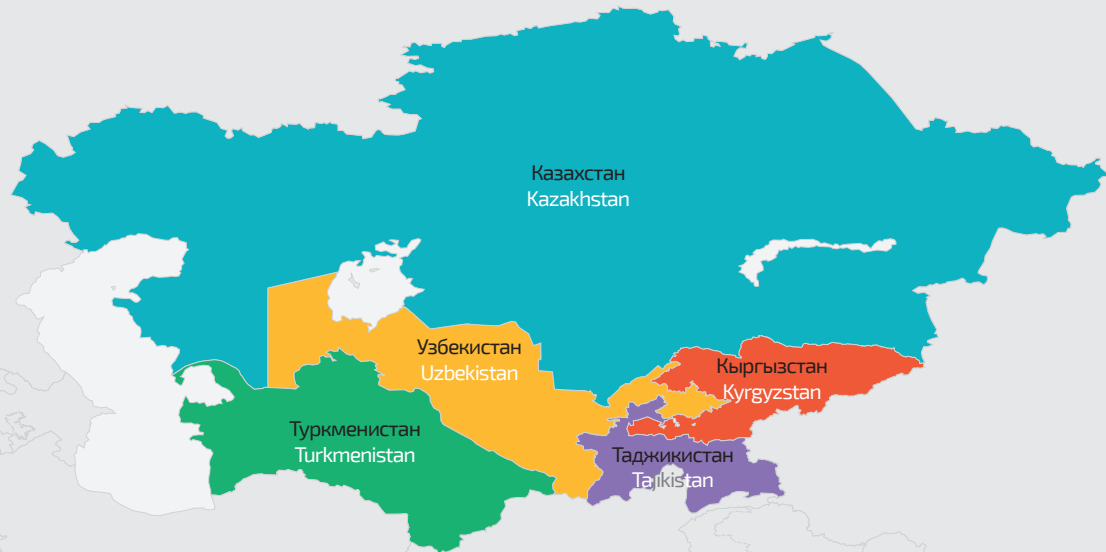 Казахстан
Kazakhstan
Узбекистан
Uzbekistan
Кыргызстан
Kyrgyzstan
Туркменистан
Turkmenistan
Таджикистан
Tajikistan